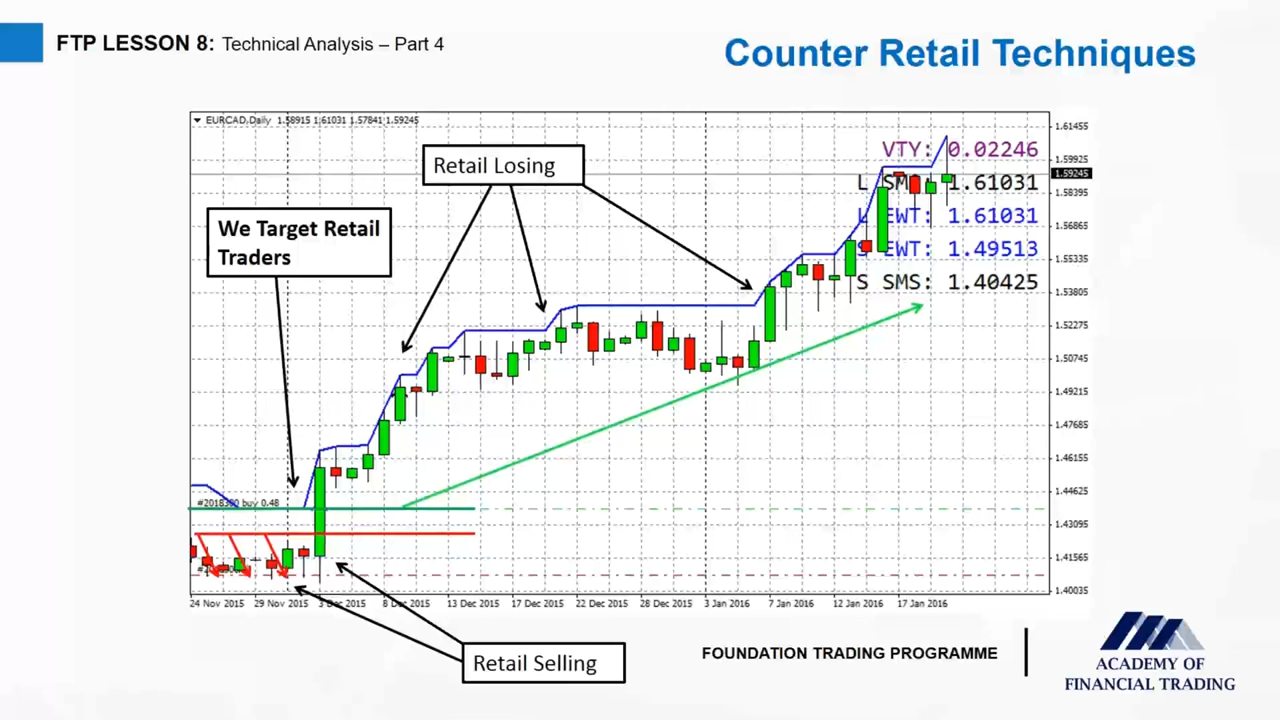 FTP LESSON 8: Technical Analysis – Part 4
Counter Retail Techniques
EURCAD,Daily 1.58915 1.61031 1.57841 1.59245
1.61455
VTY: 0.02246
1.59925
1.59245
Retail Losing
L SMS: 1.61031
1.58395
We Target Retail
Traders
L EWT: 1.61031
1.56865
S EWT: 1.49513
1.55335
S SMS: 1.40425
1.53805
1.52275
1.50745
1.49215
1.47685
1.46155
1.44625
#2018390 buy 0.48
1.43095
1.41565
1.40035
24 Nov 2015 29 Nov 2015 3 Dec 2015 8 Dec 2015 13 Dec 2015 17 Dec 2015 22 Dec 2015 28 Dec 2015 3 Jan 2016 7 Jan 2016 12 Jan 2016 17 Jan 2016
Retail Selling
FOUNDATION TRADING PROGRAMME
ACADEMY OF
FINANCIAL TRADING